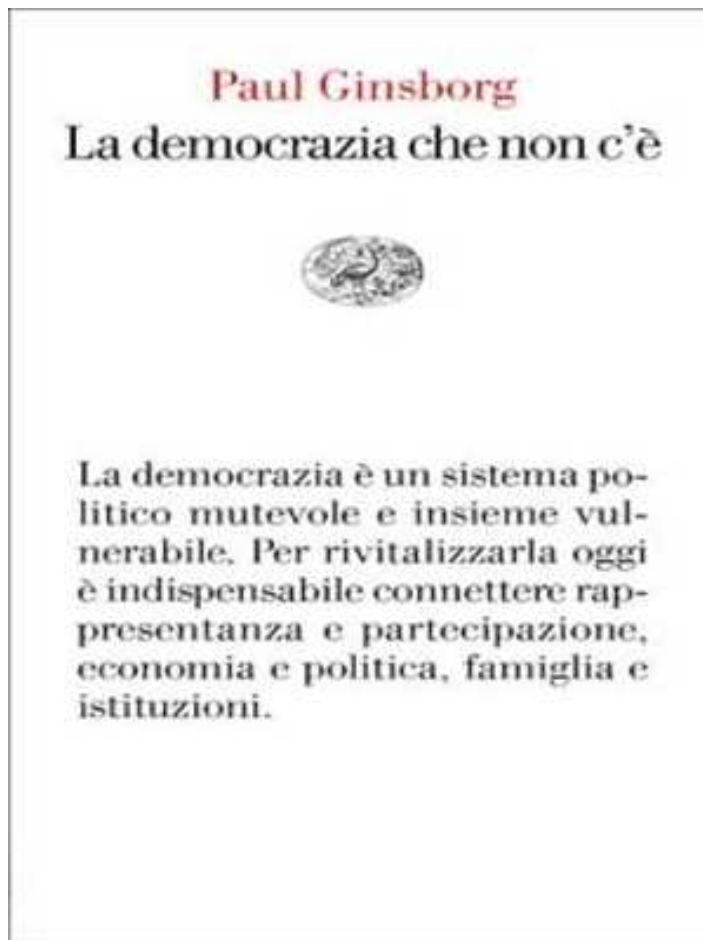 Paul Ginsborg
La democrazia che non c'è
La democrazia è un sistema po-
litico mutevole e insieme vul-
nerabile. Per rivitalizzarla oggi
è indispensabile connettere rap-
presentanza e partecipazione,
economia e politica, famiglia e
istituzioni.